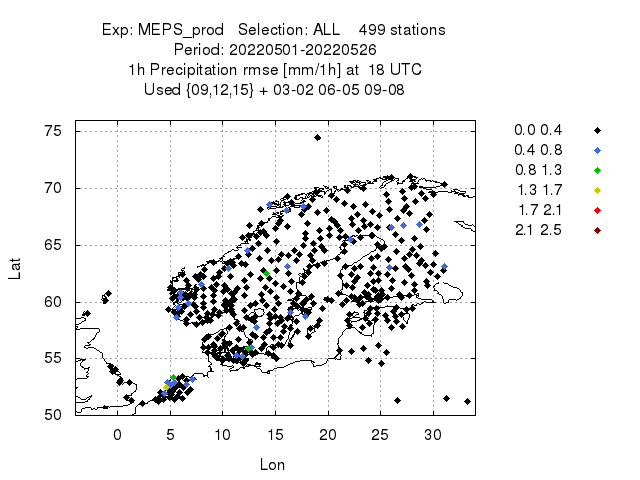 Exp: MEPS_prod Selection: ALL 499 stations
Period: 20220501-20220526
1h Precipitation rmse [mm/1h] at 18 UTC
Used {09,12,15} + 03-02 06-05 09-08
75
70
65
60
55
50
Lat
0 5 10 15 20 25 30
Lon
0.0 0.4
0.4 0.8
0.8 1.3
1.3 1.7
1.7 2.1
2.1 2.5